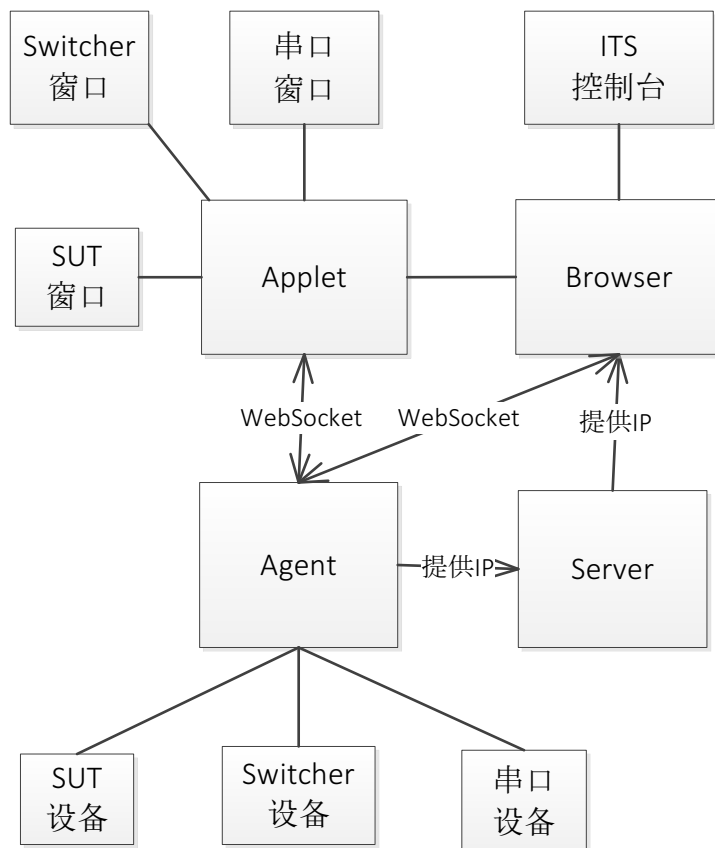 Switcher
窗口
串口
窗口
ITS
控制台
SUT
窗口
Applet
Browser
WebSocket
WebSocket
提供IP
Agent
提供IP
Server
SUT
设备
Switcher
设备
串口
设备